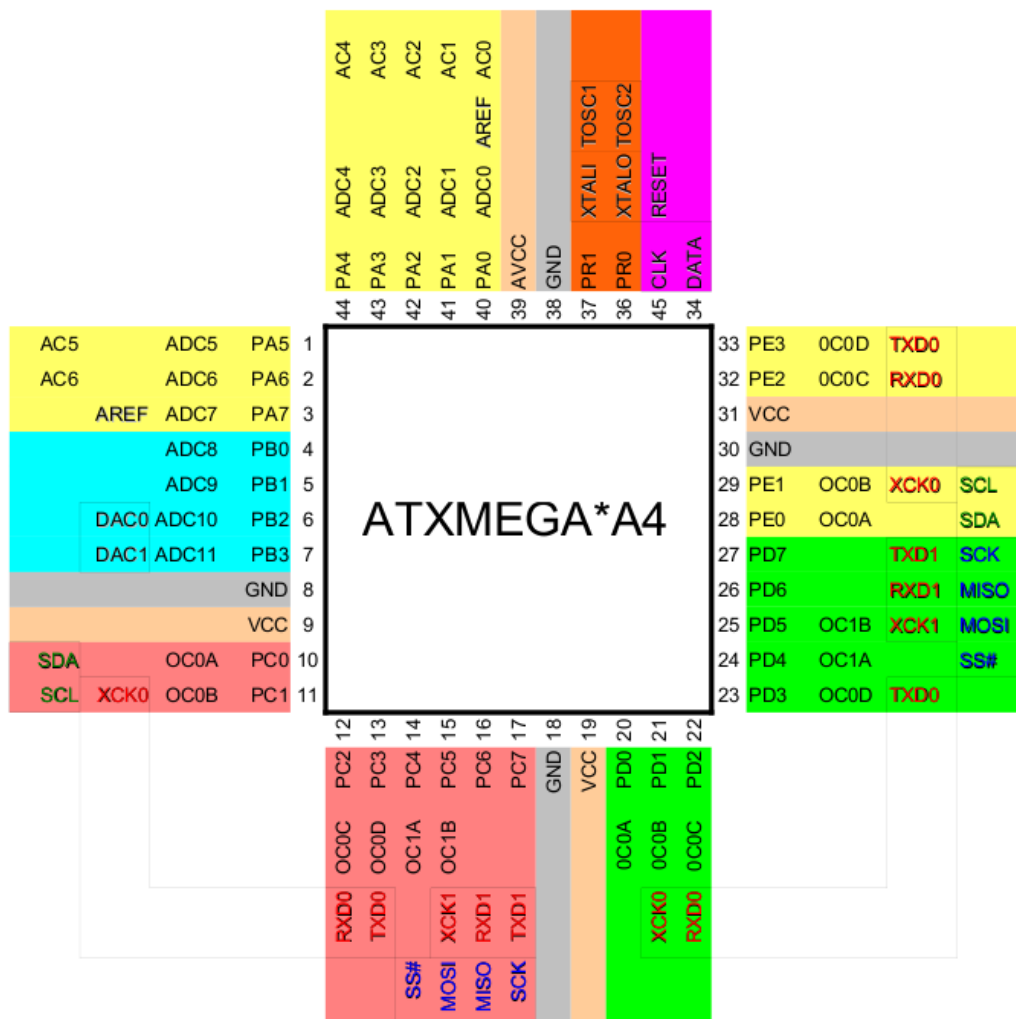 AC4 AC3 AC2 AC1 AC0
AREF TOSC1 TOSC2
ADC4 ADC3 ADC2 ADC1 ADC0 XTALI XTALO RESET
PA4 PA3 PA2 PA1 PA0 AVCC GND PR1 PR0 CLK DATA
44 43 42 41 40 39 38 37 36 45 34
AC5 ADC5 PA5 1 33 PE3 0C0D TXD0
AC6 ADC6 PA6 2 32 PE2 0C0C RXD0
AREF ADC7 PA7 3 31 VCC
ADC8 PB0 4 30 GND
ADC9 PB1 5 29 PE1 OC0B XCK0 SCL
DAC0 ADC10 PB2 6 ATXMEGA*A4 28 PE0 OC0A SDA
DAC1 ADC11 PB3 7 27 PD7 TXD1 SCK
GND 8 26 PD6 RXD1 MISO
VCC 9 25 PD5 OC1B XCK1 MOSI
SDA OC0A PC0 10 24 PD4 OC1A SS#
SCL XCK0 OC0B PC1 11 23 PD3 OC0D TXD0
12 13 14 15 16 17 18 19 20 21 22
PC2 PC3 PC4 PC5 PC6 PC7 GND VCC PD0 PD1 PD2
OC0C OC0D OC1A OC1B 0C0A 0C0B 0C0C
RXD0 TXD0 XCK1 RXD1 TXD1 XCK0 RXD0
SS# MOSI MISO SCK